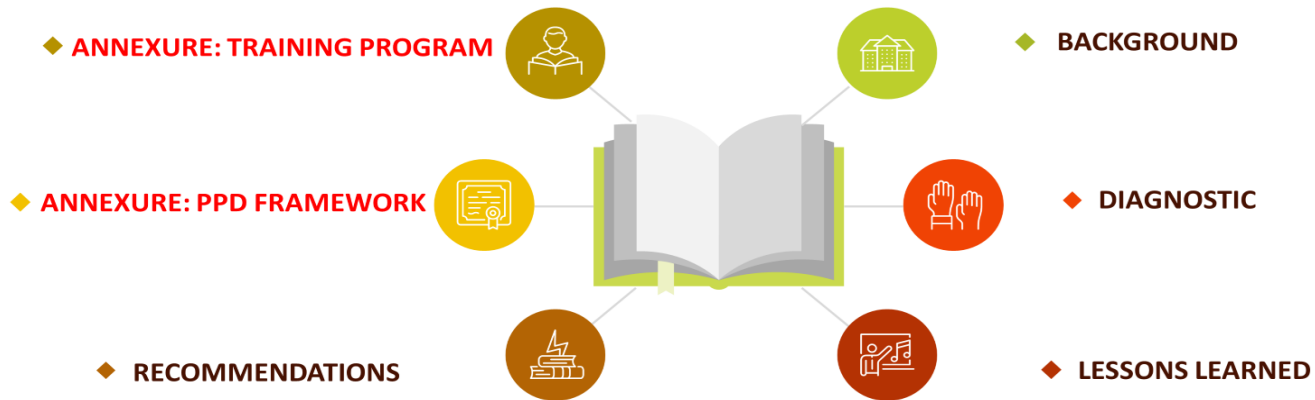 ANNEXURE: TRAINING PROGRAM
BACKGROUND
ANNEXURE: PPD FRAMEWORK
DIAGNOSTIC
RECOMMENDATIONS
LESSONS LEARNED